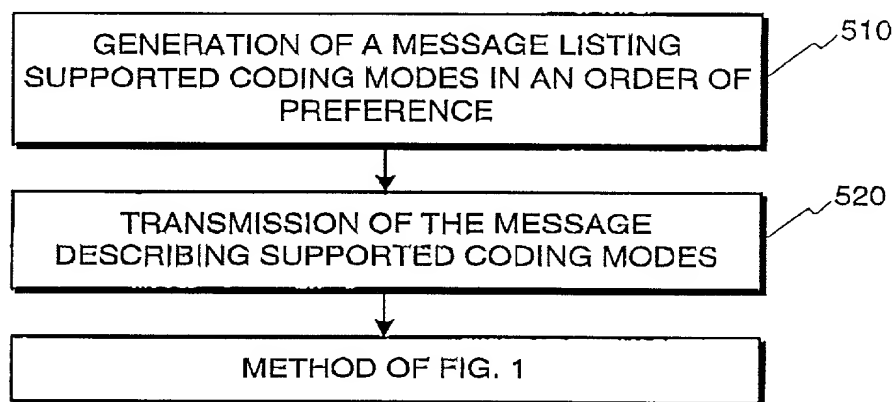 GENERATION OF A MESSAGE LISTING
SUPPORTED CODING MODES IN AN ORDER OF
PREFERENCE
510
TRANSMISSION OF THE MESSAGE
DESCRIBING SUPPORTED CODING MODES
520
METHOD OF FIG. 1